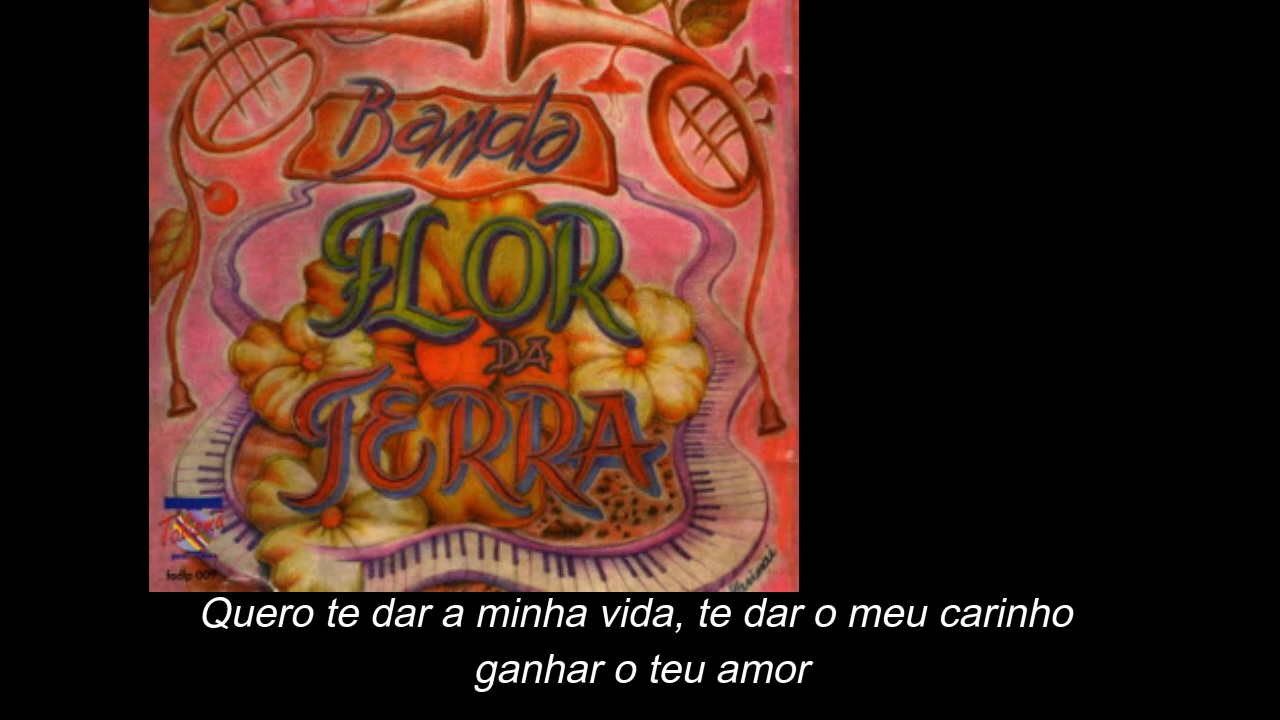 Banda
FLOR
DA
TERRA
Quero te dar a minha vida, te dar o meu carinho
ganhar o teu amor